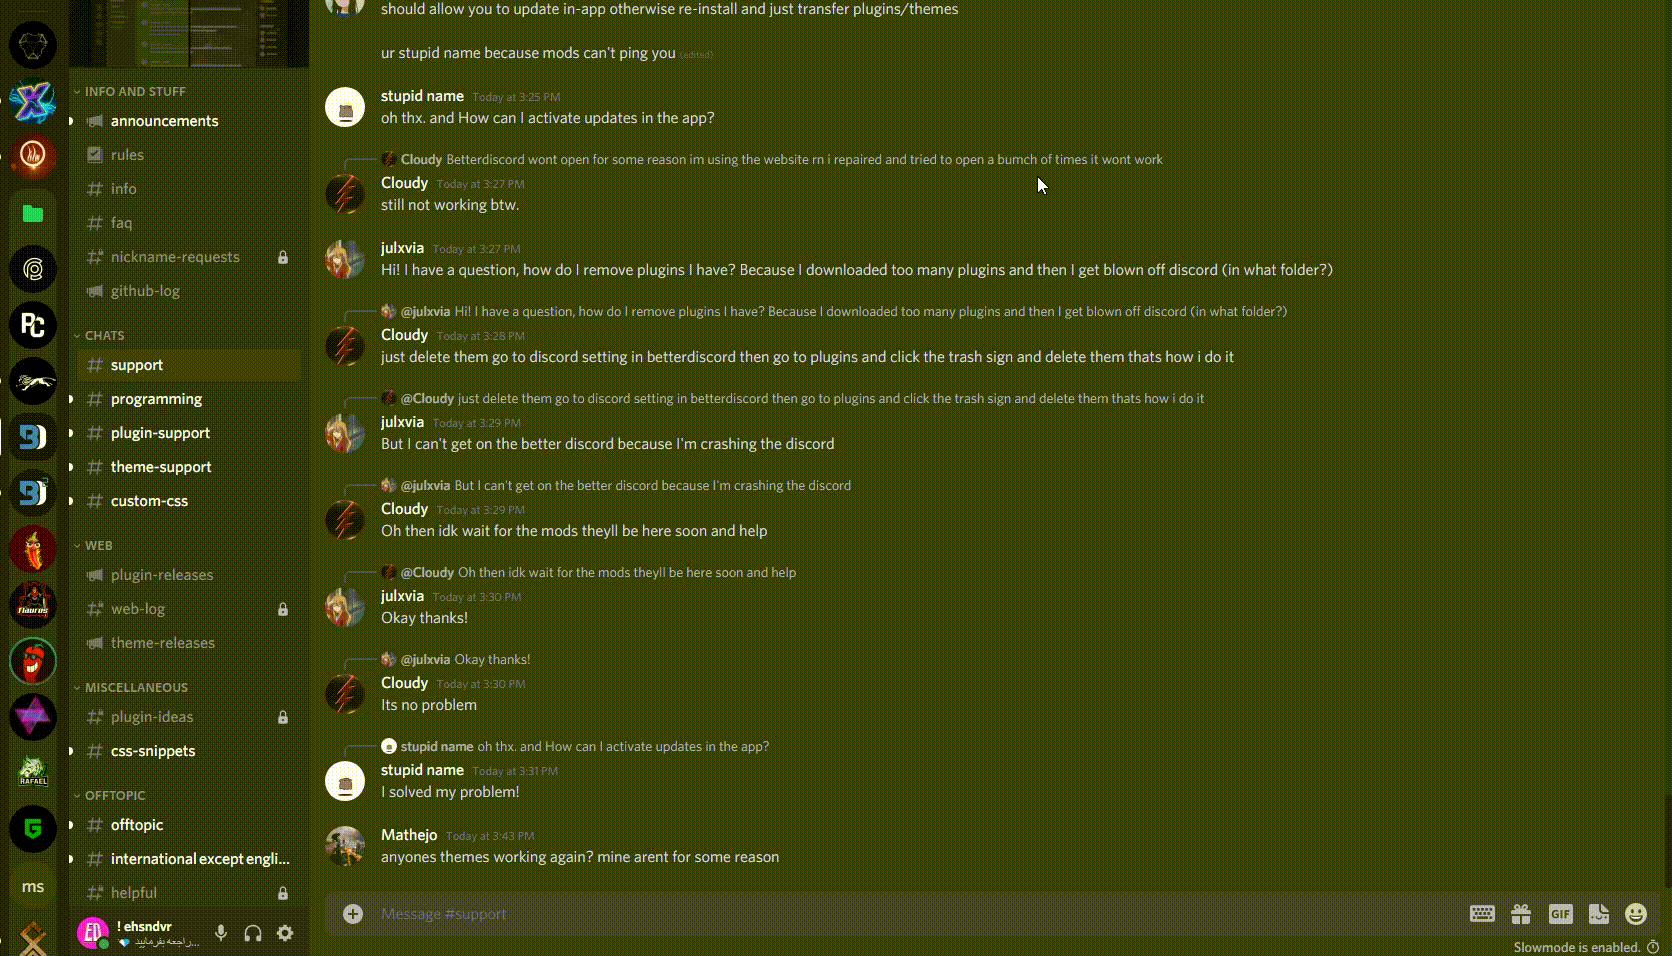 INFO AND STUFF
announcements
rules
info
faq
nickname-requests
github-log
CHATS
support
programming
plugin-support
theme-support
custom-css
WEB
plugin-releases
web-log
theme-releases
MISCELLANEOUS
plugin-ideas
css-snippets
OFFTOPIC
offtopic
international except engli...
helpful
PC
Flauros
RAFAEL
ms
ED
! ehsndvr
راجعه بفرمایید...
should allow you to update in-app otherwise re-install and just transfer plugins/themes
ur stupid name because mods can't ping you (edited)
stupid name Today at 3:25 PM
oh thx. and How can I activate updates in the app?
Cloudy Betterdiscord wont open for some reason im using the website rn i repaired and tried to open a bumch of times it wont work
Cloudy Today at 3:27 PM
still not working btw.
julxvia Today at 3:27 PM
Hi! I have a question, how do I remove plugins I have? Because I downloaded too many plugins and then I get blown off discord (in what folder?)
@julxvia Hi! I have a question, how do I remove plugins I have? Because I downloaded too many plugins and then I get blown off discord (in what folder?)
Cloudy Today at 3:28 PM
just delete them go to discord setting in betterdiscord then go to plugins and click the trash sign and delete them thats how i do it
@Cloudy just delete them go to discord setting in betterdiscord then go to plugins and click the trash sign and delete them thats how i do it
julxvia Today at 3:29 PM
But I can't get on the better discord because I'm crashing the discord
@julxvia But I can't get on the better discord because I'm crashing the discord
Cloudy Today at 3:29 PM
Oh then idk wait for the mods theyll be here soon and help
@Cloudy Oh then idk wait for the mods theyll be here soon and help
julxvia Today at 3:30 PM
Okay thanks!
@julxvia Okay thanks!
Cloudy Today at 3:30 PM
Its no problem
stupid name oh thx. and How can I activate updates in the app?
stupid name Today at 3:31 PM
I solved my problem!
Mathejo Today at 3:43 PM
anyones themes working again? mine arent for some reason
Message #support
GIF
Slowmode is enabled.